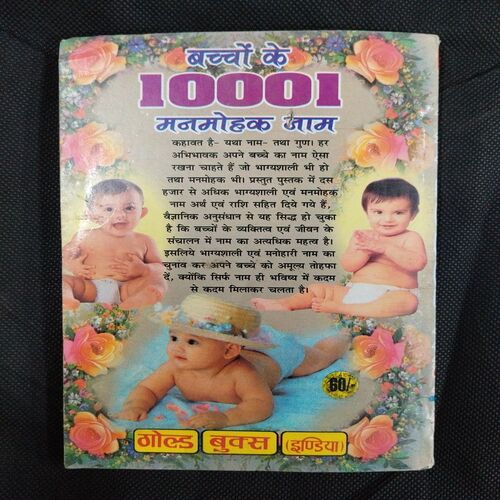 बच्चों के
10001
मनमोहक नाम
कहावत है- यथा नाम- तथा गुण। हर
अभिभावक अपने बच्चे का नाम ऐसा
रखना चाहते हैं जो भाग्यशाली भी हो
तथा मनमोहक भी। प्रस्तुत पुस्तक में दस
हजार से अधिक भाग्यशाली एवं मनमोहक
नाम अर्थ एवं राशि सहित दिये गये हैं,
वैज्ञानिक अनुसंधान से यह सिद्ध हो चुका
है कि बच्चों के व्यक्तित्व एवं जीवन के
संचालन में नाम का अत्यधिक महत्व है।
इसलिये भाग्यशाली एवं मनोहारी नाम का
चुनाव कर अपने बच्चे को अमूल्य तोहफा
दें, क्योंकि सिर्फ नाम ही भविष्य में कदम
से कदम मिलाकर चलता है।
60/-
गोल्ड बुक्स (इण्डिया)